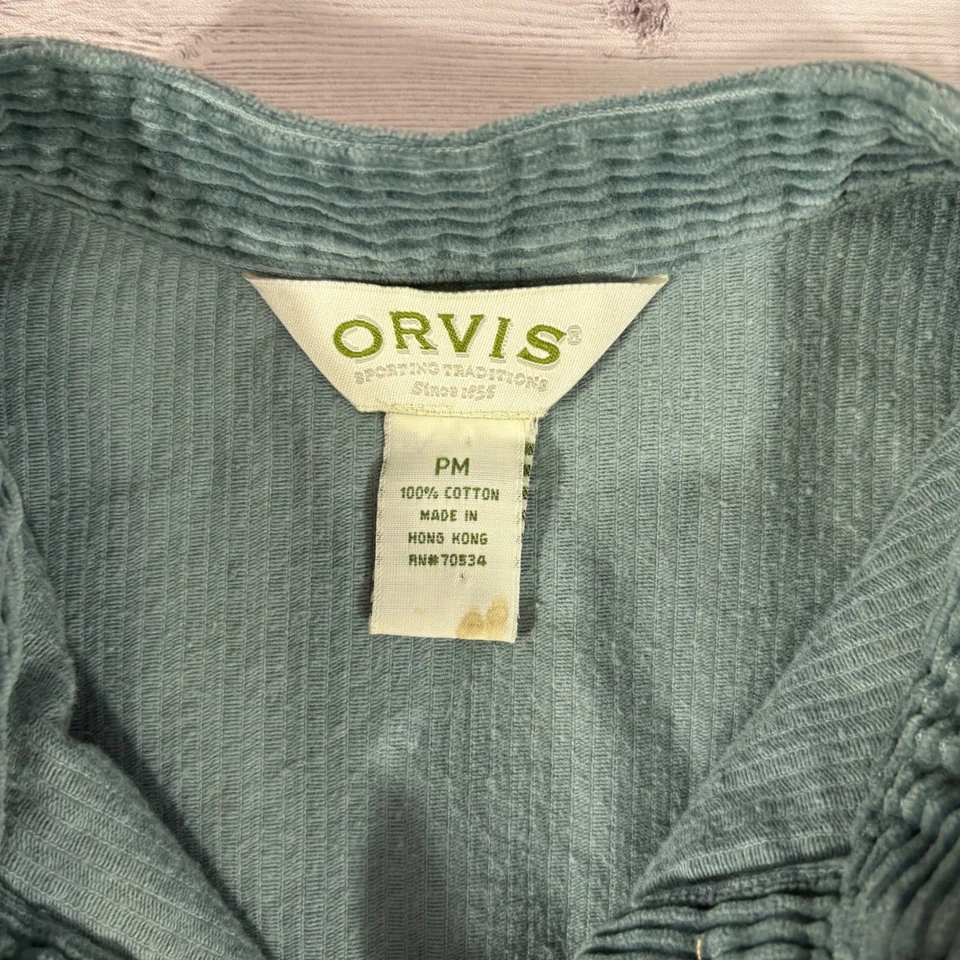 ORVIS®
SPORTING TRADITIONS
Since 1856
PM
100% COTTON
MADE IN
HONG KONG
RN#70534